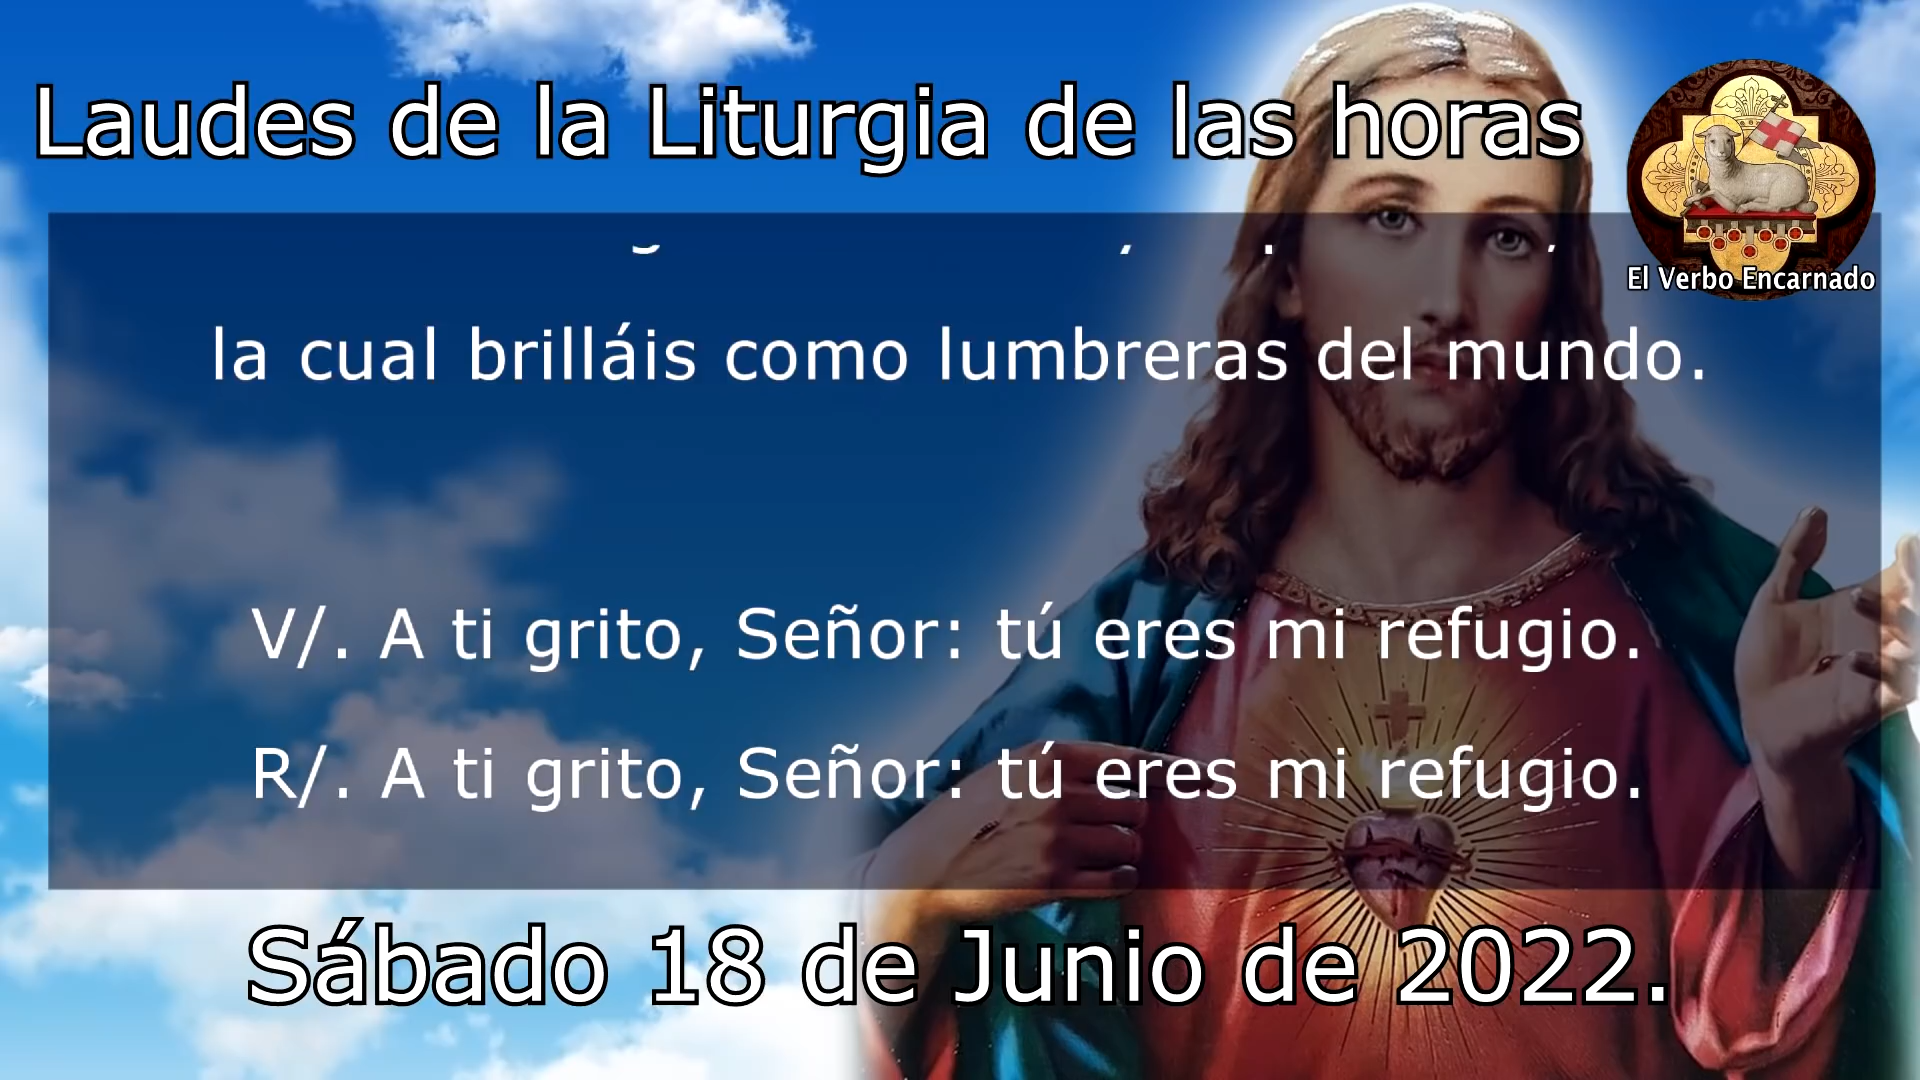 Laudes de la Liturgia de las horas
El Verbo Encarnado
la cual brilláis como lumbreras del mundo.
V/. A ti grito, Señor: tú eres mi refugio.
R/. A ti grito, Señor: tú eres mi refugio.
Sábado 18 de Junio de 2022.